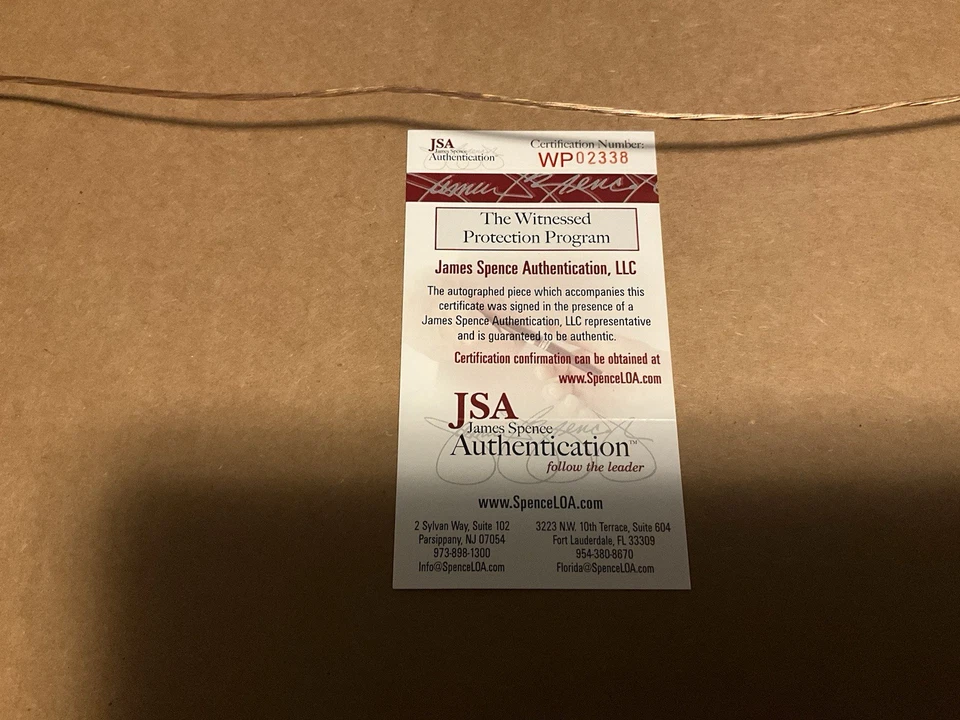 JSA
James Spence
Authentication
Certification Number:
WP02338
James Spence
The Witnessed
Protection Program
James Spence Authentication, LLC
The autographed piece which accompanies this
certificate was signed in the presence of a
James Spence Authentication, LLC representative
and is guaranteed to be authentic.
Certification confirmation can be obtained at
www.SpenceLOA.com
JSA
James Spence
Authentication™
follow the leader
www.SpenceLOA.com
2 Sylvan Way, Suite 102
Parsippany, NJ 07054
973-898-1300
Info@SpenceLOA.com
3223 N.W. 10th Terrace, Suite 604
Fort Lauderdale, FL 33309
954-380-8670
Florida@SpenceLOA.com